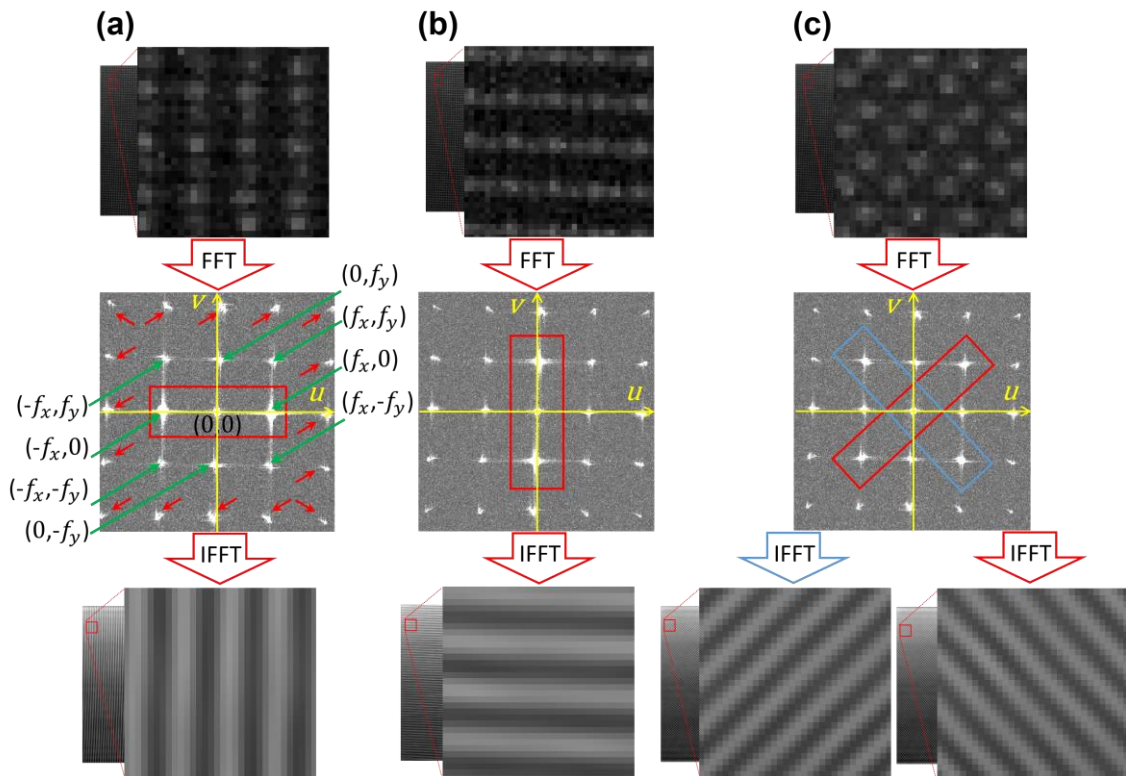 (a)
(b)
(c)
FFT
FFT
FFT
(0,f_y)
(f_x,f_y)
(f_x,0)
(f_x,-f_y)
(-f_x,f_y)
(-f_x,0)
(-f_x,-f_y)
(0,-f_y)
v
u
(0,0)
v
u
v
u
IFFT
IFFT
IFFT
IFFT